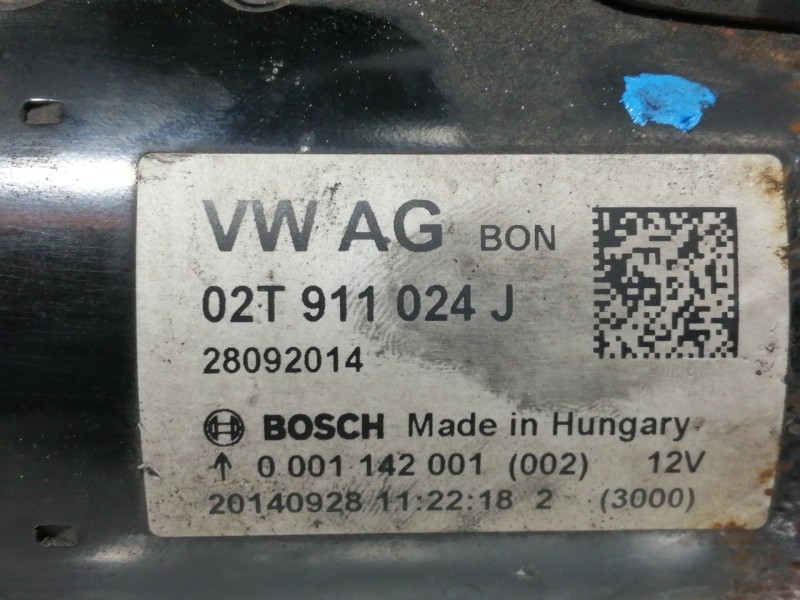 VW AG BON
02T 911 024 J
28092014
BOSCH Made in Hungary
↑ 0 001 142 001 (002) 12V
20140928 11:22:18 2 (3000)